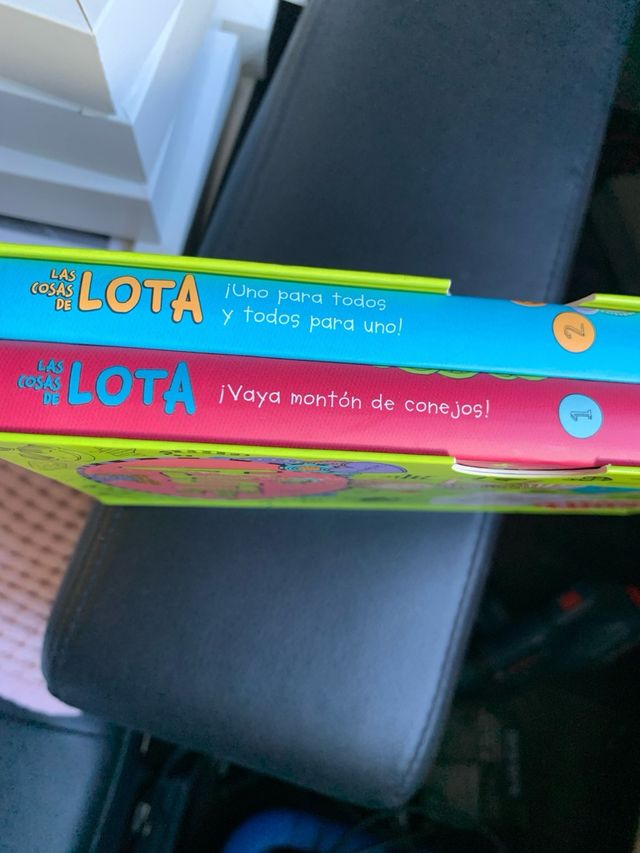 LAS
COSAS
DE
LOTA
¡Uno para todos
y todos para uno!
2
LAS
COSAS
DE
LOTA
¡Vaya montón de conejos!
1